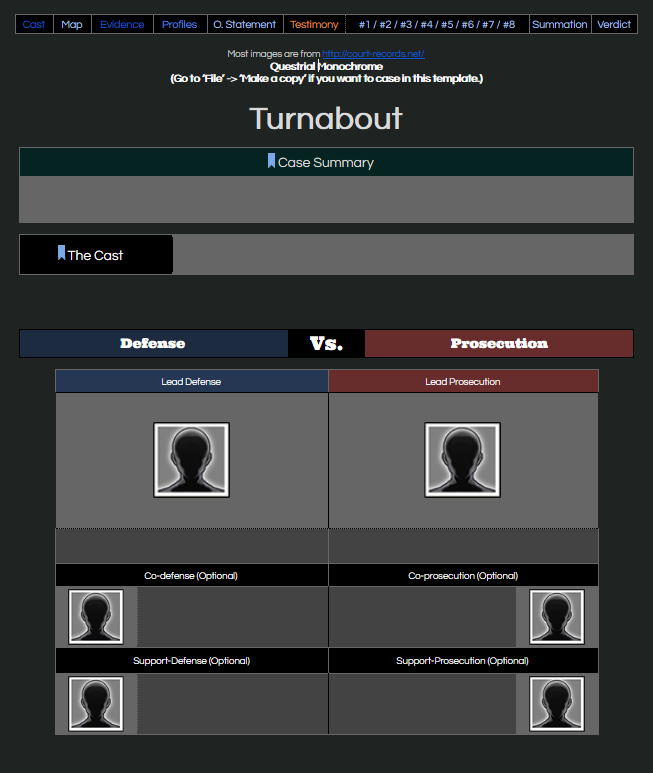 Cast Map Evidence Profiles O. Statement Testimony #1 / #2 / #3 / #4 / #5 / #6 / #7 / #8 Summation Verdict
Most images are from http://court-records.net/
Questrial Monochrome
(Go to ‘File’ -> ‘Make a copy’ if you want to case in this template.)
Turnabout
Case Summary
The Cast
Defense Vs. Prosecution
Lead Defense Lead Prosecution
Co-defense (Optional) Co-prosecution (Optional)
Support-Defense (Optional) Support-Prosecution (Optional)